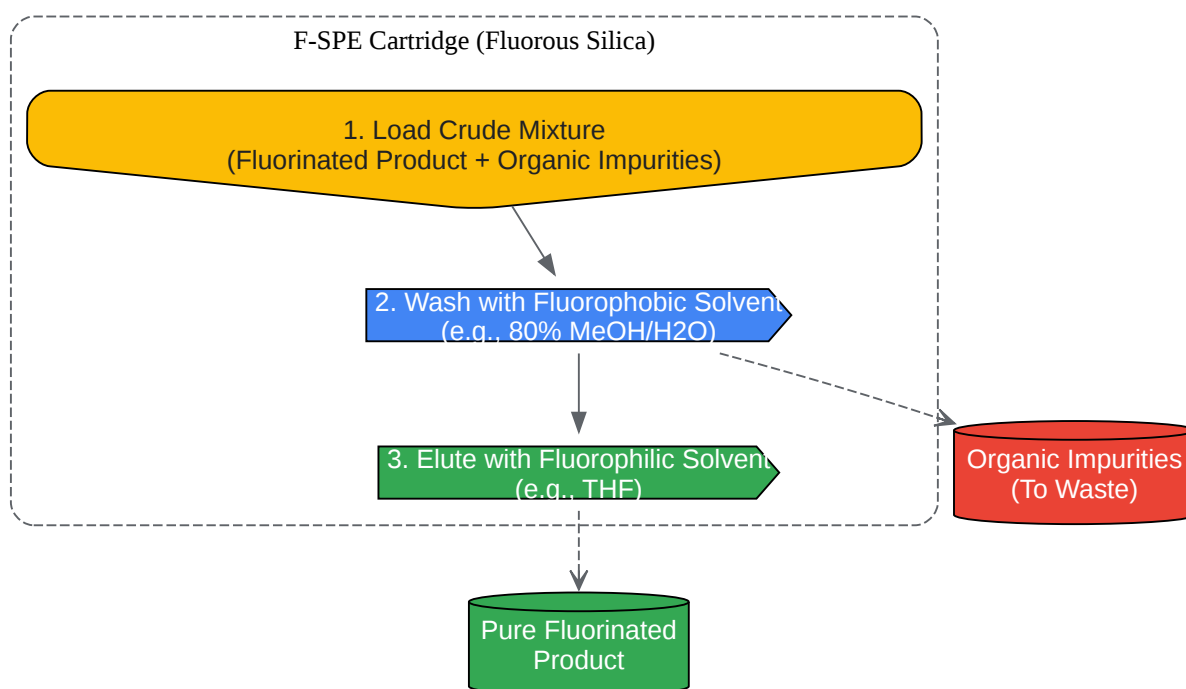 F-SPE Cartridge (Fluorous Silica)
1. Load Crude Mixture
(Fluorinated Product + Organic Impurities)
2. Wash with Fluorophobic Solvent
(e.g., 80% MeOH/H2O)
3. Elute with Fluorophilic Solvent
(e.g., THF)
Organic Impurities
(To Waste)
Pure Fluorinated
Product